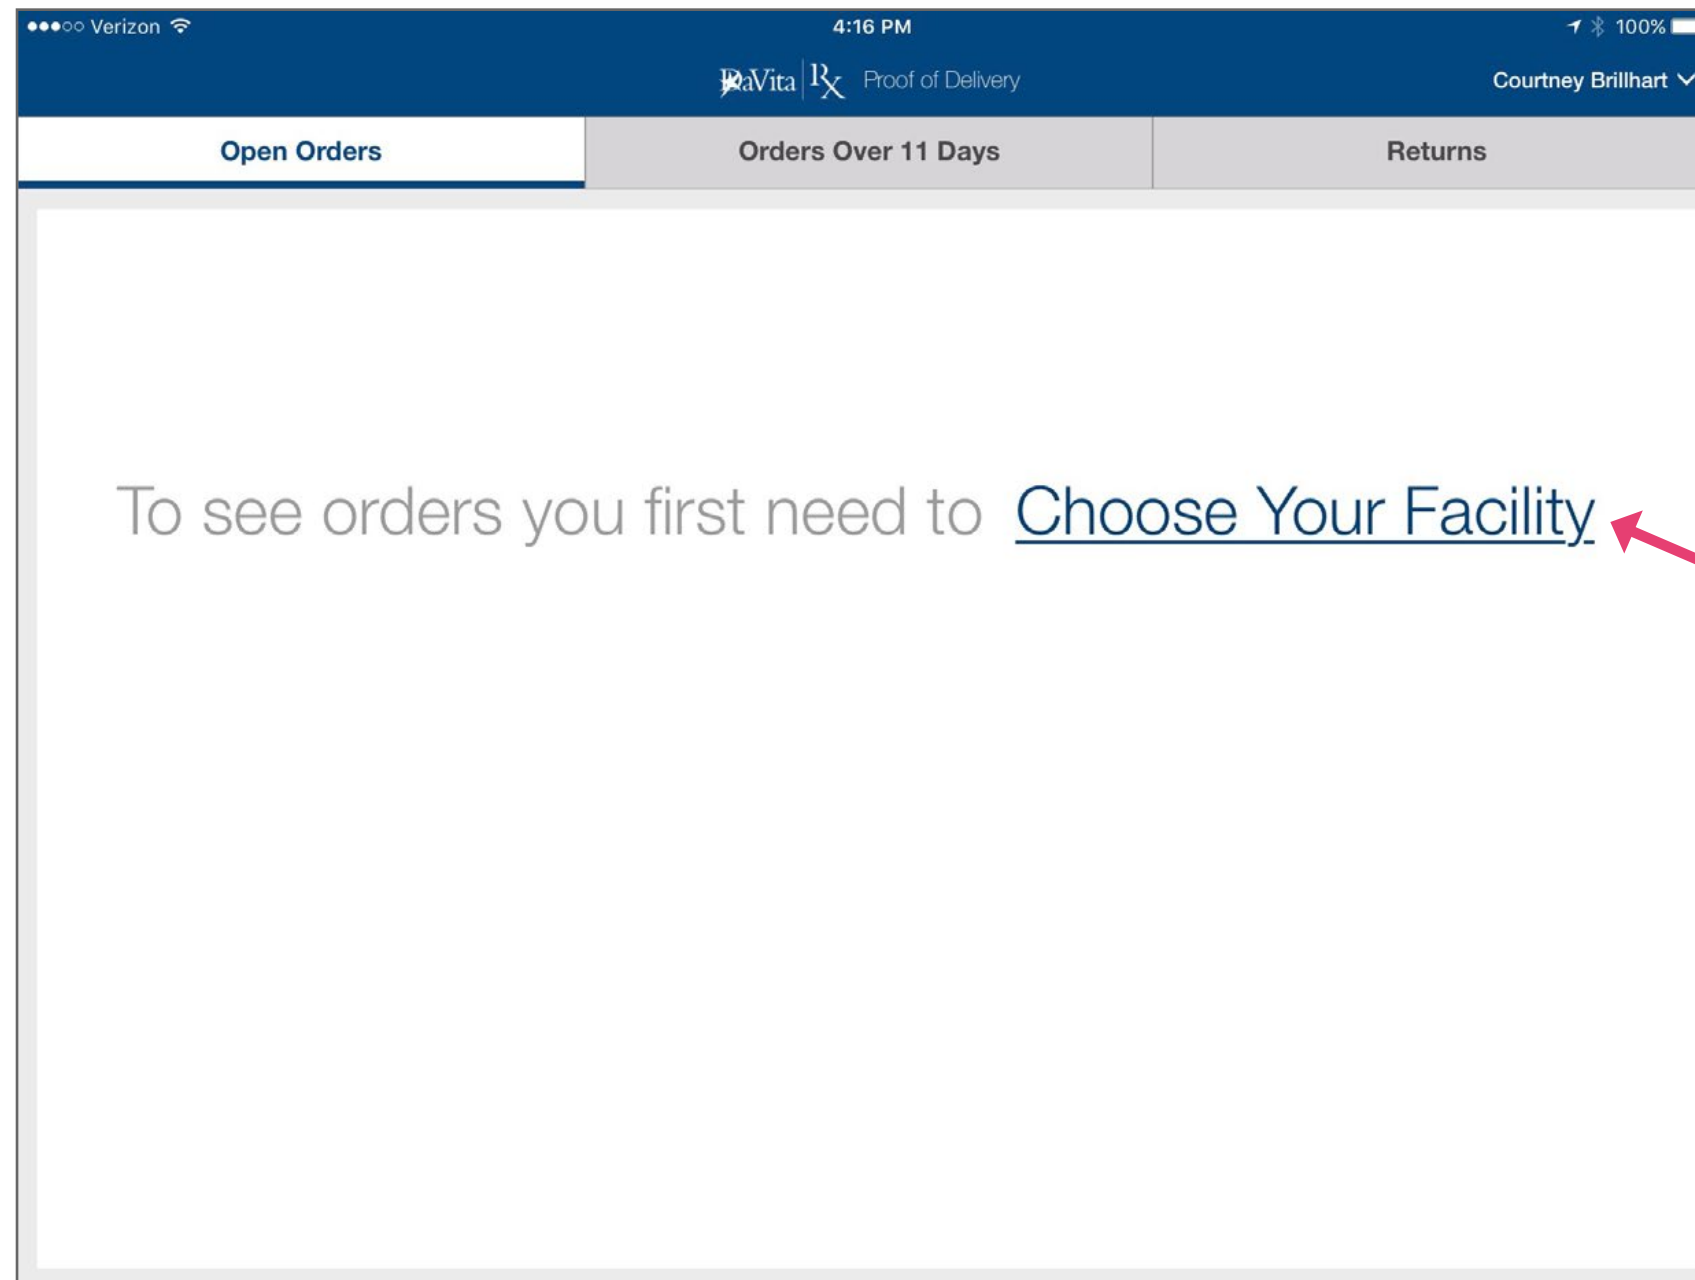 Verizon 4:16 PM 100%
DaVita Rx Proof of Delivery Courtney Brillhart
Open Orders Orders Over 11 Days Returns
To see orders you first need to Choose Your Facility